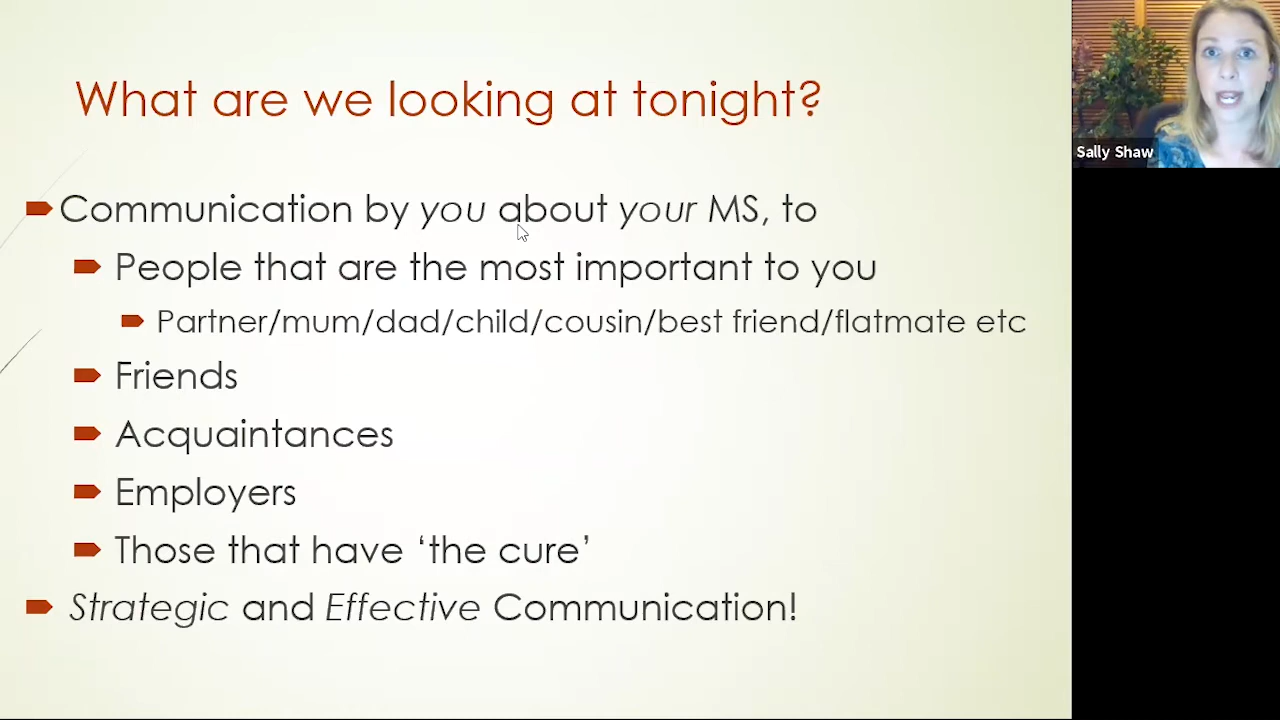 What are we looking at tonight?
Communication by you about your MS, to
People that are the most important to you
Partner/mum/dad/child/cousin/best friend/flatmate etc
Friends
Acquaintances
Employers
Those that have ‘the cure’
Strategic and Effective Communication!
Sally Shaw